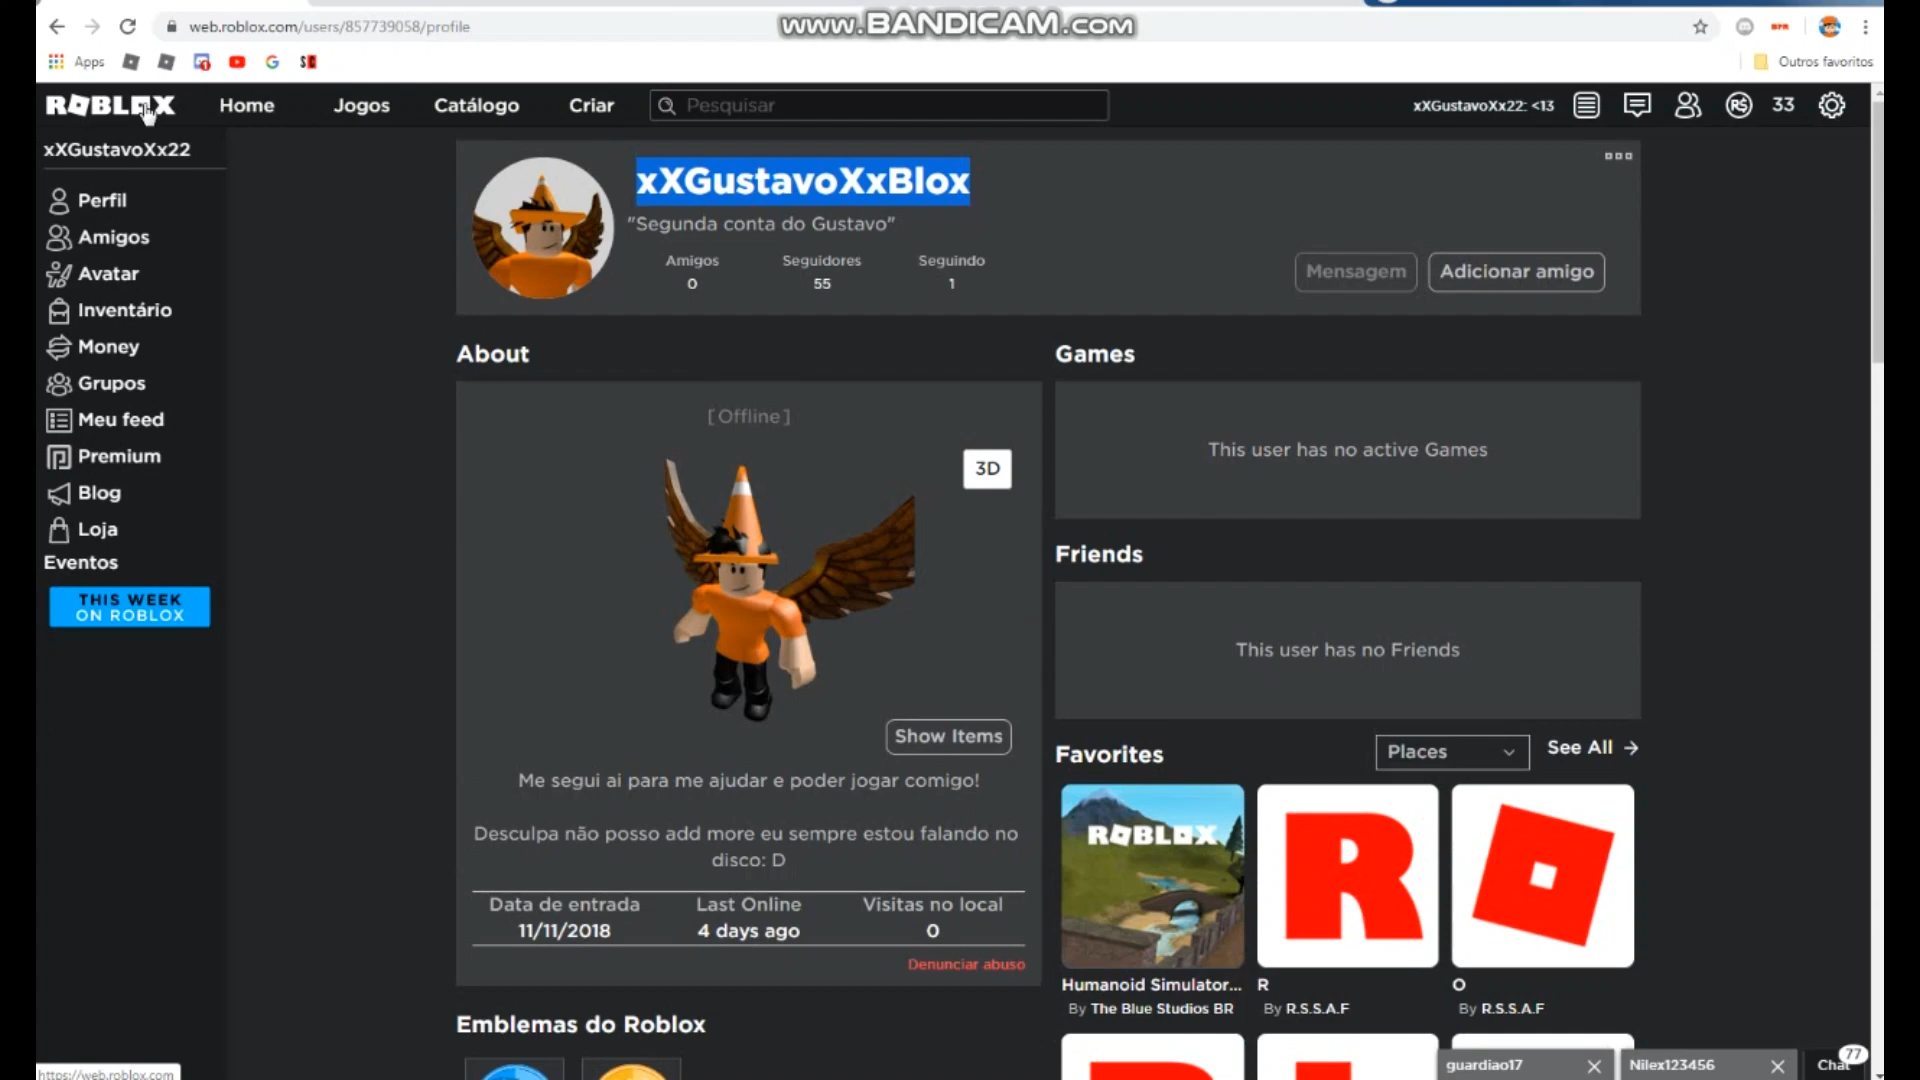 web.roblox.com/users/857739058/profile
www.BANDICAM.com
Apps
Outros favoritos
ROBLOX
Home
Jogos
Catálogo
Criar
Pesquisar
xXGustavoXx22: <13
33
xXGustavoXx22
Perfil
Amigos
Avatar
Inventário
Money
Grupos
Meu feed
Premium
Blog
Loja
Eventos
THIS WEEK
ON ROBLOX
xXGustavoXxBlox
"Segunda conta do Gustavo"
Amigos
0
Seguidores
55
Seguindo
1
Mensagem
Adicionar amigo
About
[ Offline ]
3D
Show Items
Me segui ai para me ajudar e poder jogar comigo!
Desculpa não posso add more eu sempre estou falando no
disco: D
Data de entrada
11/11/2018
Last Online
4 days ago
Visitas no local
0
Denunciar abuso
Emblemas do Roblox
Games
This user has no active Games
Friends
This user has no Friends
Favorites
Places
See All
ROBLOX
R
Humanoid Simulator...
By The Blue Studios BR
R
By R.S.S.A.F
O
By R.S.S.A.F
guardiao17
Nilex123456
Chat
77
https://web.roblox.com